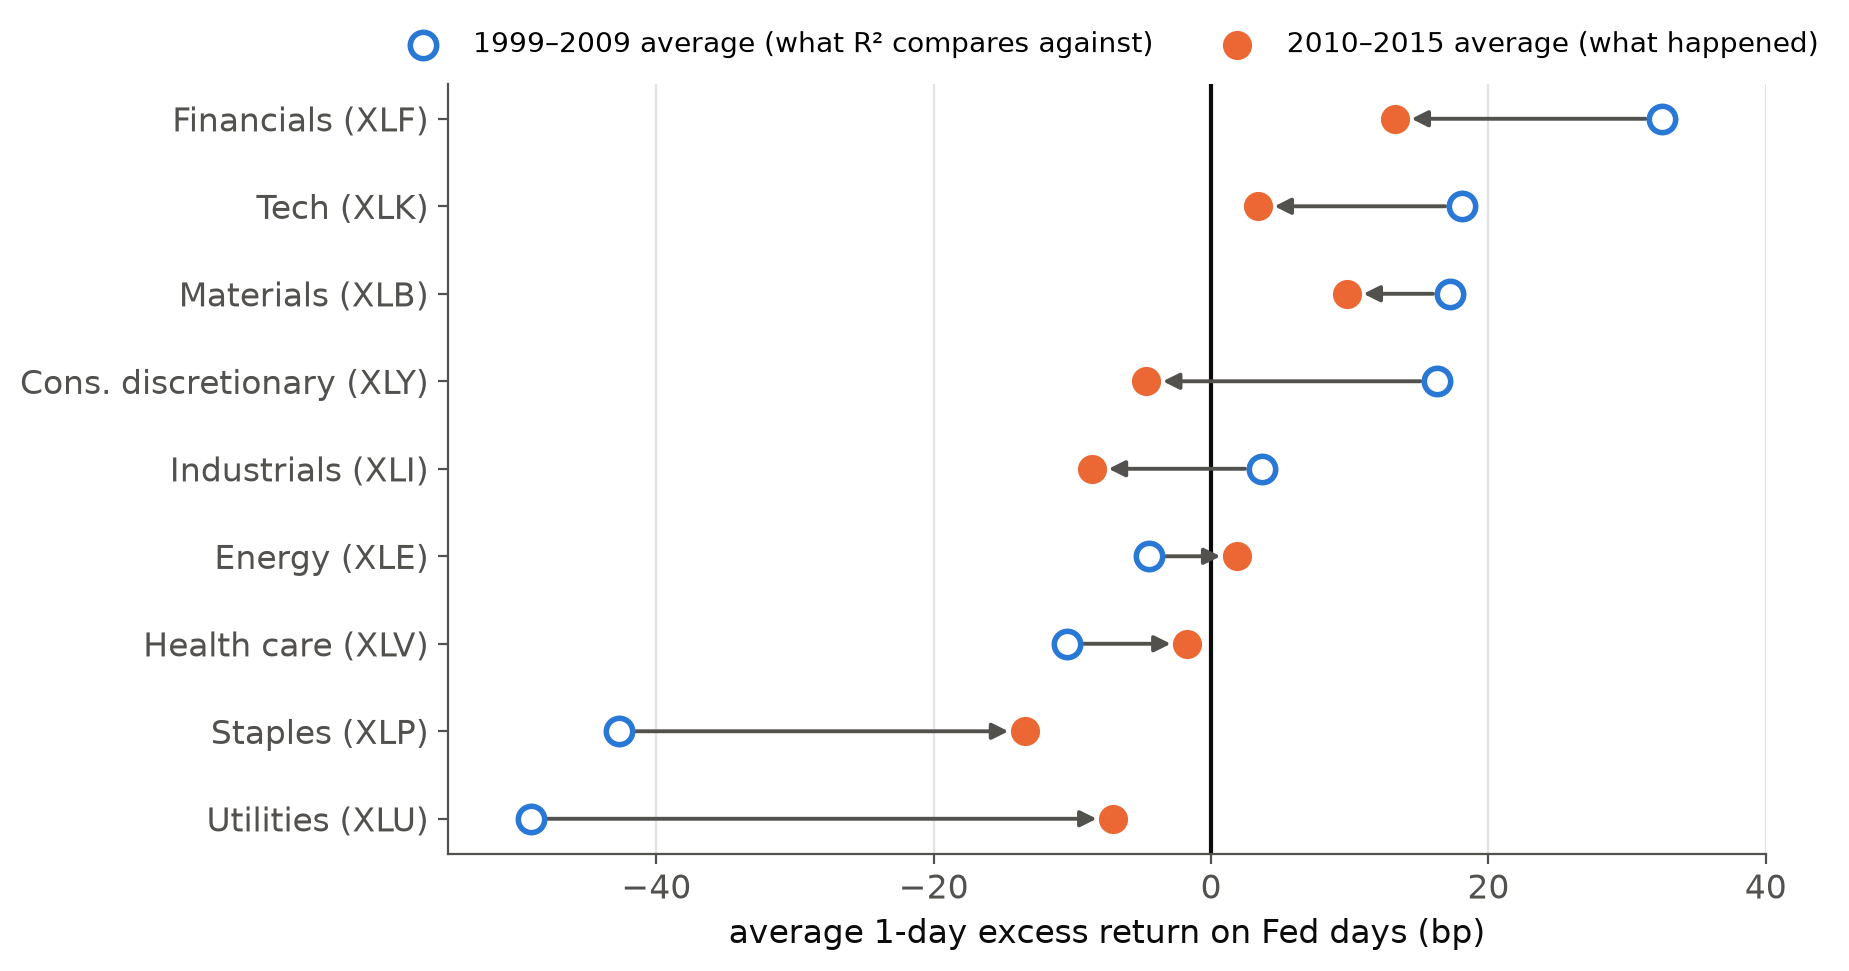 1999–2009 average (what R² compares against)
2010–2015 average (what happened)
Financials (XLF)
Tech (XLK)
Materials (XLB)
Cons. discretionary (XLY)
Industrials (XLI)
Energy (XLE)
Health care (XLV)
Staples (XLP)
Utilities (XLU)
−40 −20 0 20 40
average 1-day excess return on Fed days (bp)